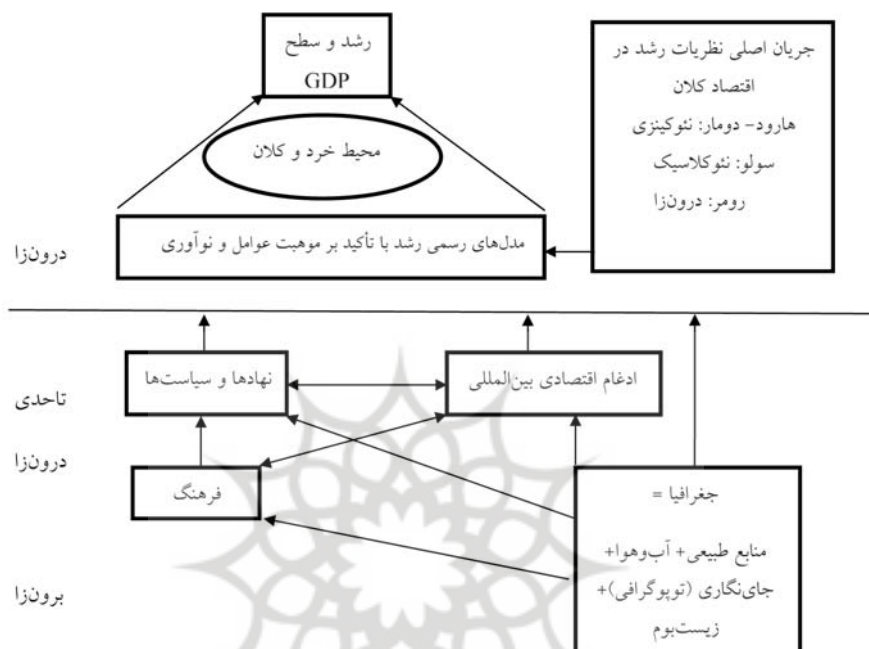 رشد و سطح
GDP
جریان اصلی نظریات رشد در
اقتصاد کلان
هارود- دومار: نئوکینزی
سولو: نئوکلاسیک
رومر: درون‌زا
محیط خرد و کلان
مدل‌های رسمی رشد با تأکید بر موهبت عوامل و نوآوری
درون‌زا
نهادها و سیاست‌ها
ادغام اقتصادی بین‌المللی
تاحدی
درون‌زا
فرهنگ
جغرافیا =
منابع طبیعی+ آب‌وهوا+
جای‌نگاری (توپوگرافی)+
زیست‌بوم
برون‌زا